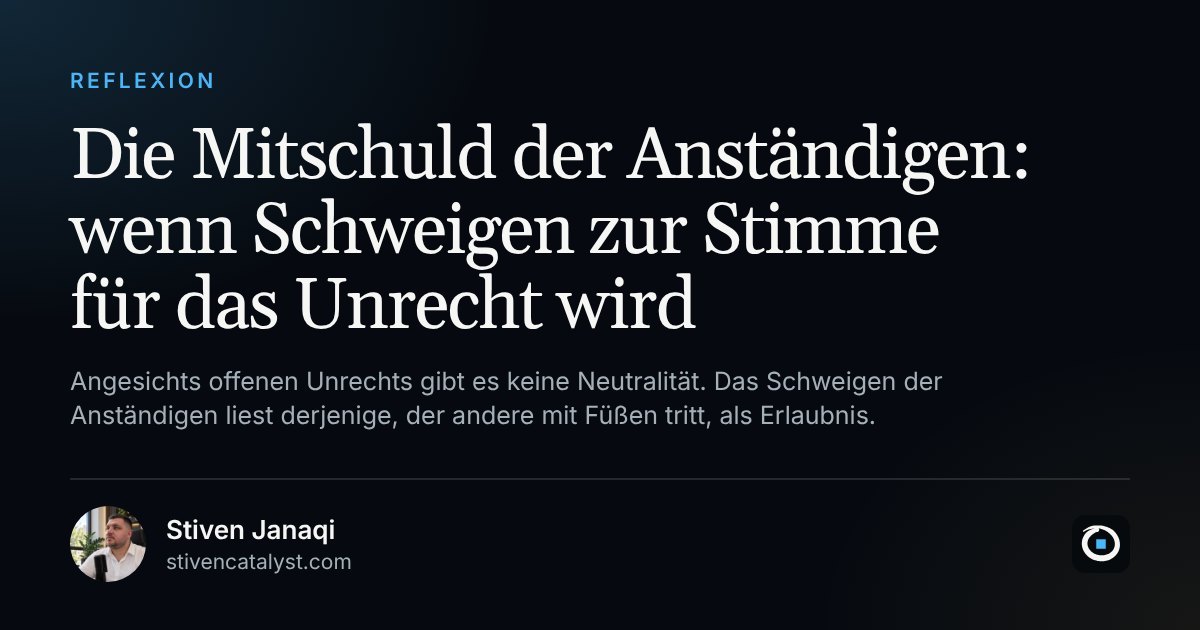 REFLEXION
Die Mitschuld der Anständigen:
wenn Schweigen zur Stimme
für das Unrecht wird
Angesichts offenen Unrechts gibt es keine Neutralität. Das Schweigen der
Anständigen liest derjenige, der andere mit Füßen tritt, als Erlaubnis.
Stiven Janaqi
stivencatalyst.com